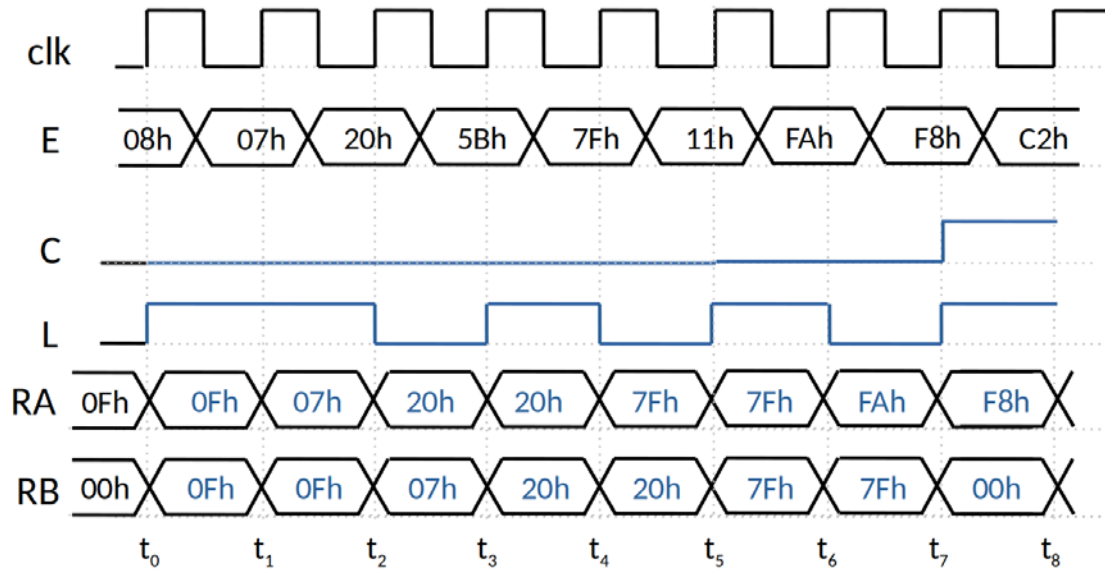 clk
E 08h 07h 20h 5Bh 7Fh 11h FAh F8h C2h
C
L
RA 0Fh 0Fh 07h 20h 20h 7Fh 7Fh FAh F8h
RB 00h 0Fh 0Fh 07h 20h 20h 7Fh 7Fh 00h
t0 t1 t2 t3 t4 t5 t6 t7 t8